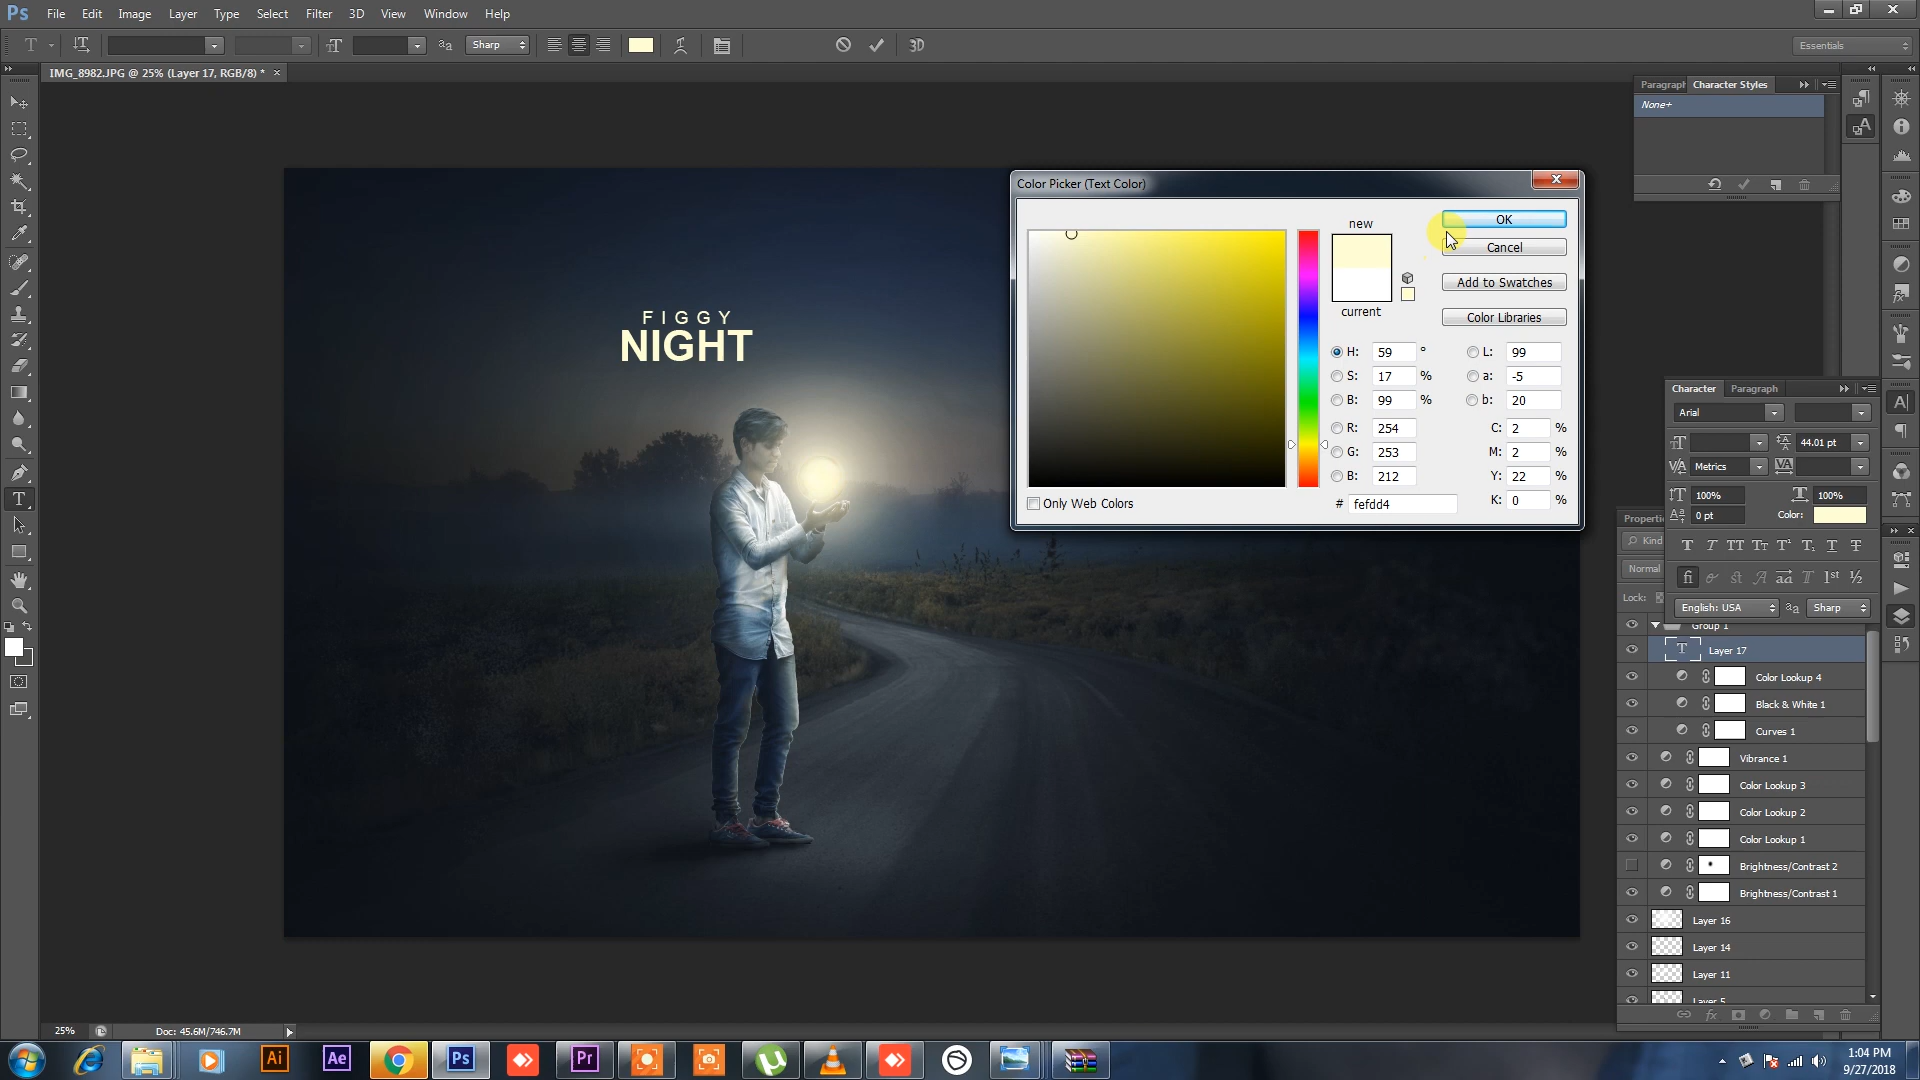 Ps File Edit Image Layer Type Select Filter 3D View Window Help
Sharp 3D Essentials
IMG_8982.JPG @ 25% (Layer 17, RGB/8) * ×
Paragraph Character Styles
None+
Color Picker (Text Color)
new
current
OK
Cancel
Add to Swatches
Color Libraries
H: 59 °
S: 17 %
B: 99 %
R: 254
G: 253
B: 212
# fefdd4
L: 99
a: -5
b: 20
C: 2 %
M: 2 %
Y: 22 %
K: 0 %
Only Web Colors
FIGGY
NIGHT
Character Paragraph
Arial
44.01 pt
Metrics
100% 100%
0 pt Color:
English: USA Sharp
Kind
Normal
Lock:
Group 1
Layer 17
Color Lookup 4
Black & White 1
Curves 1
Vibrance 1
Color Lookup 3
Color Lookup 2
Color Lookup 1
Brightness/Contrast 2
Brightness/Contrast 1
Layer 16
Layer 14
Layer 11
Layer 5
25% Doc: 45.6M/746.7M
Ai Ae Ps Pr
1:04 PM
9/27/2018